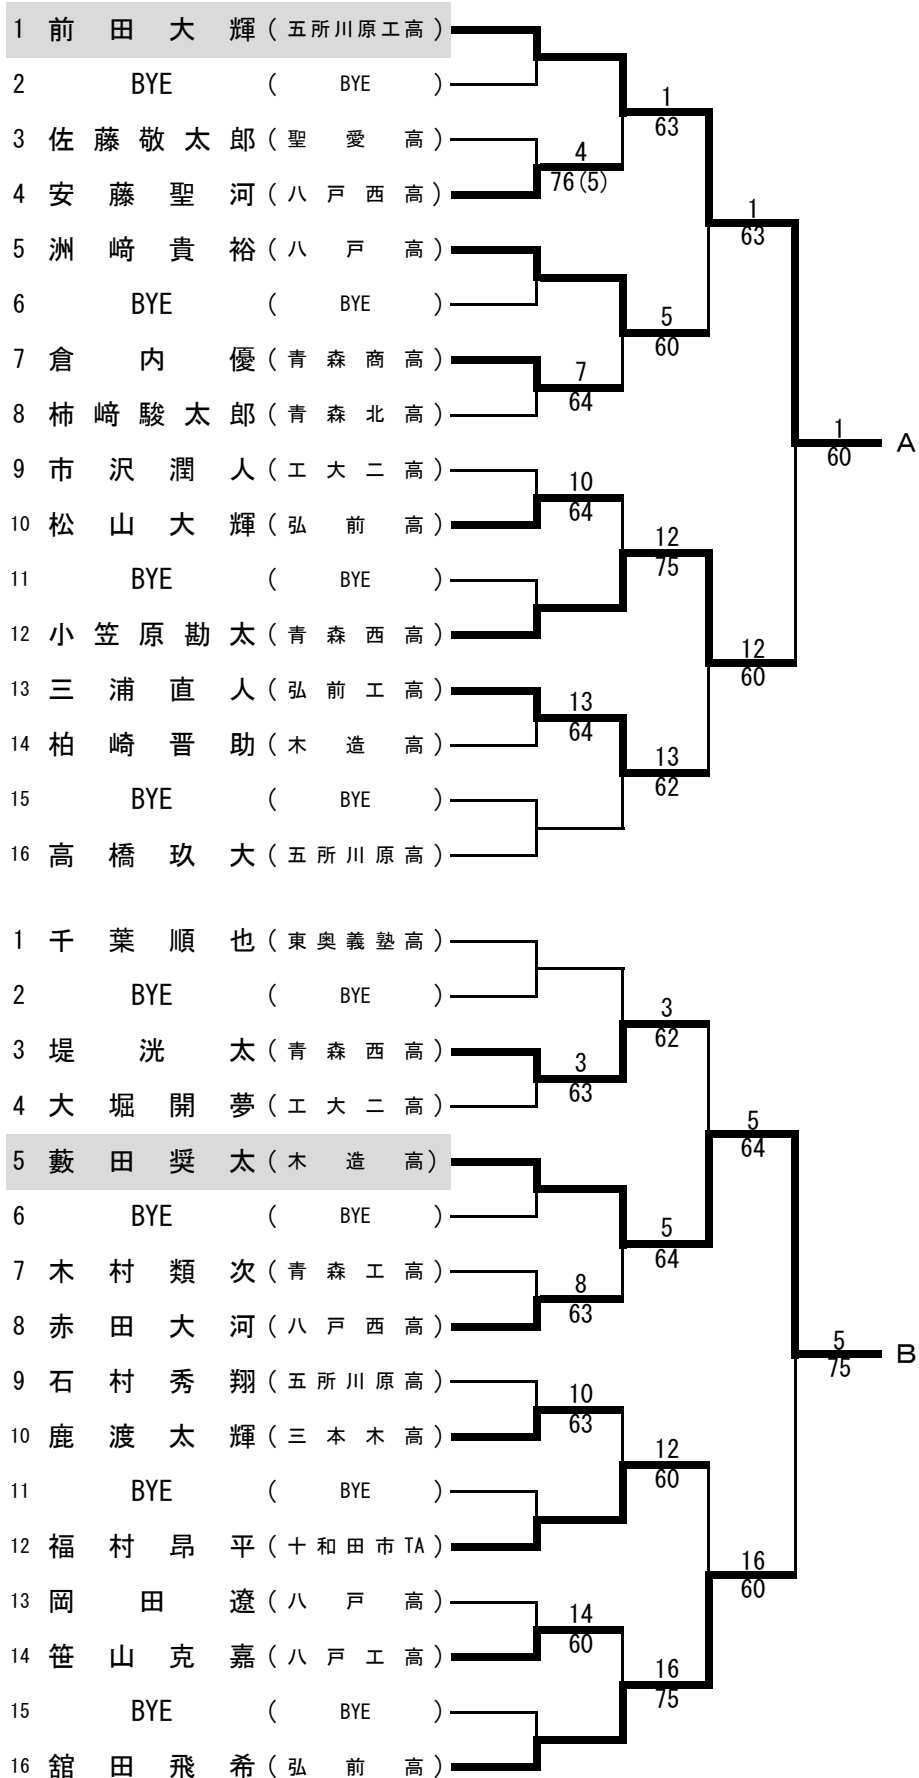 1 前田大輝 (五所川原工高)
2 BYE ( BYE )
1
63
3 佐藤敬太郎 (聖愛高)
4
76(5)
4 安藤聖河 (八戸西高)
1
63
5 洲﨑貴裕 (八戸高)
6 BYE ( BYE )
5
60
7 倉内優 (青森商高)
7
64
8 柿﨑駿太郎 (青森北高)
1
60
A
9 市沢潤人 (工大二高)
10
64
10 松山大輝 (弘前高)
12
75
11 BYE ( BYE )
12 小笠原勘太 (青森西高)
12
60
13 三浦直人 (弘前工高)
13
64
14 柏崎晋助 (木造高)
13
62
15 BYE ( BYE )
16 高橋玖大 (五所川原高)
1 千葉順也 (東奥義塾高)
2 BYE ( BYE )
3
62
3 堤洸太 (青森西高)
3
63
4 大堀開夢 (工大二高)
5
64
5 藪田奨太 (木造高)
6 BYE ( BYE )
5
64
7 木村類次 (青森工高)
8
63
8 赤田大河 (八戸西高)
5
75
B
9 石村秀翔 (五所川原高)
10
63
10 鹿渡太輝 (三本木高)
12
60
11 BYE ( BYE )
12 福村昂平 (十和田市TA)
16
60
13 岡田遼 (八戸高)
14
60
14 笹山克嘉 (八戸工高)
16
75
15 BYE ( BYE )
16 舘田飛希 (弘前高)